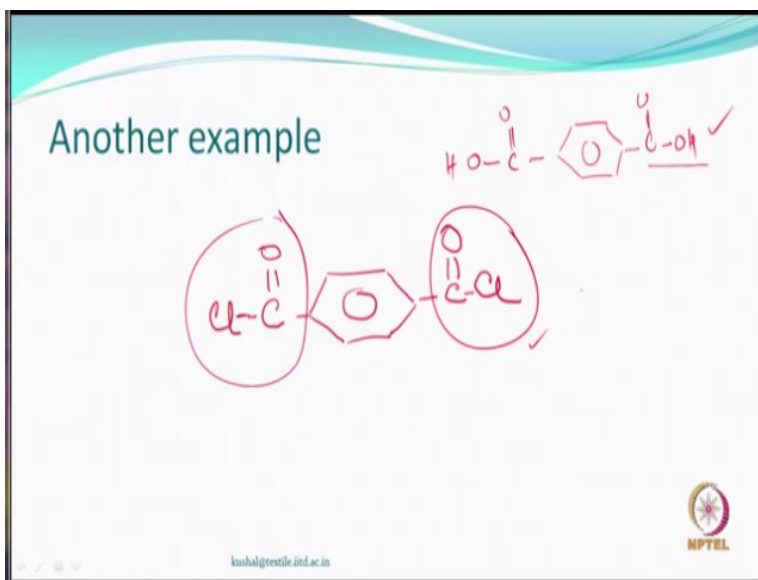 Another example
O O
HO-C- -C-OH
O O
Cl-C- -C-Cl
NPTEL
kushal@textile.iitd.ac.in